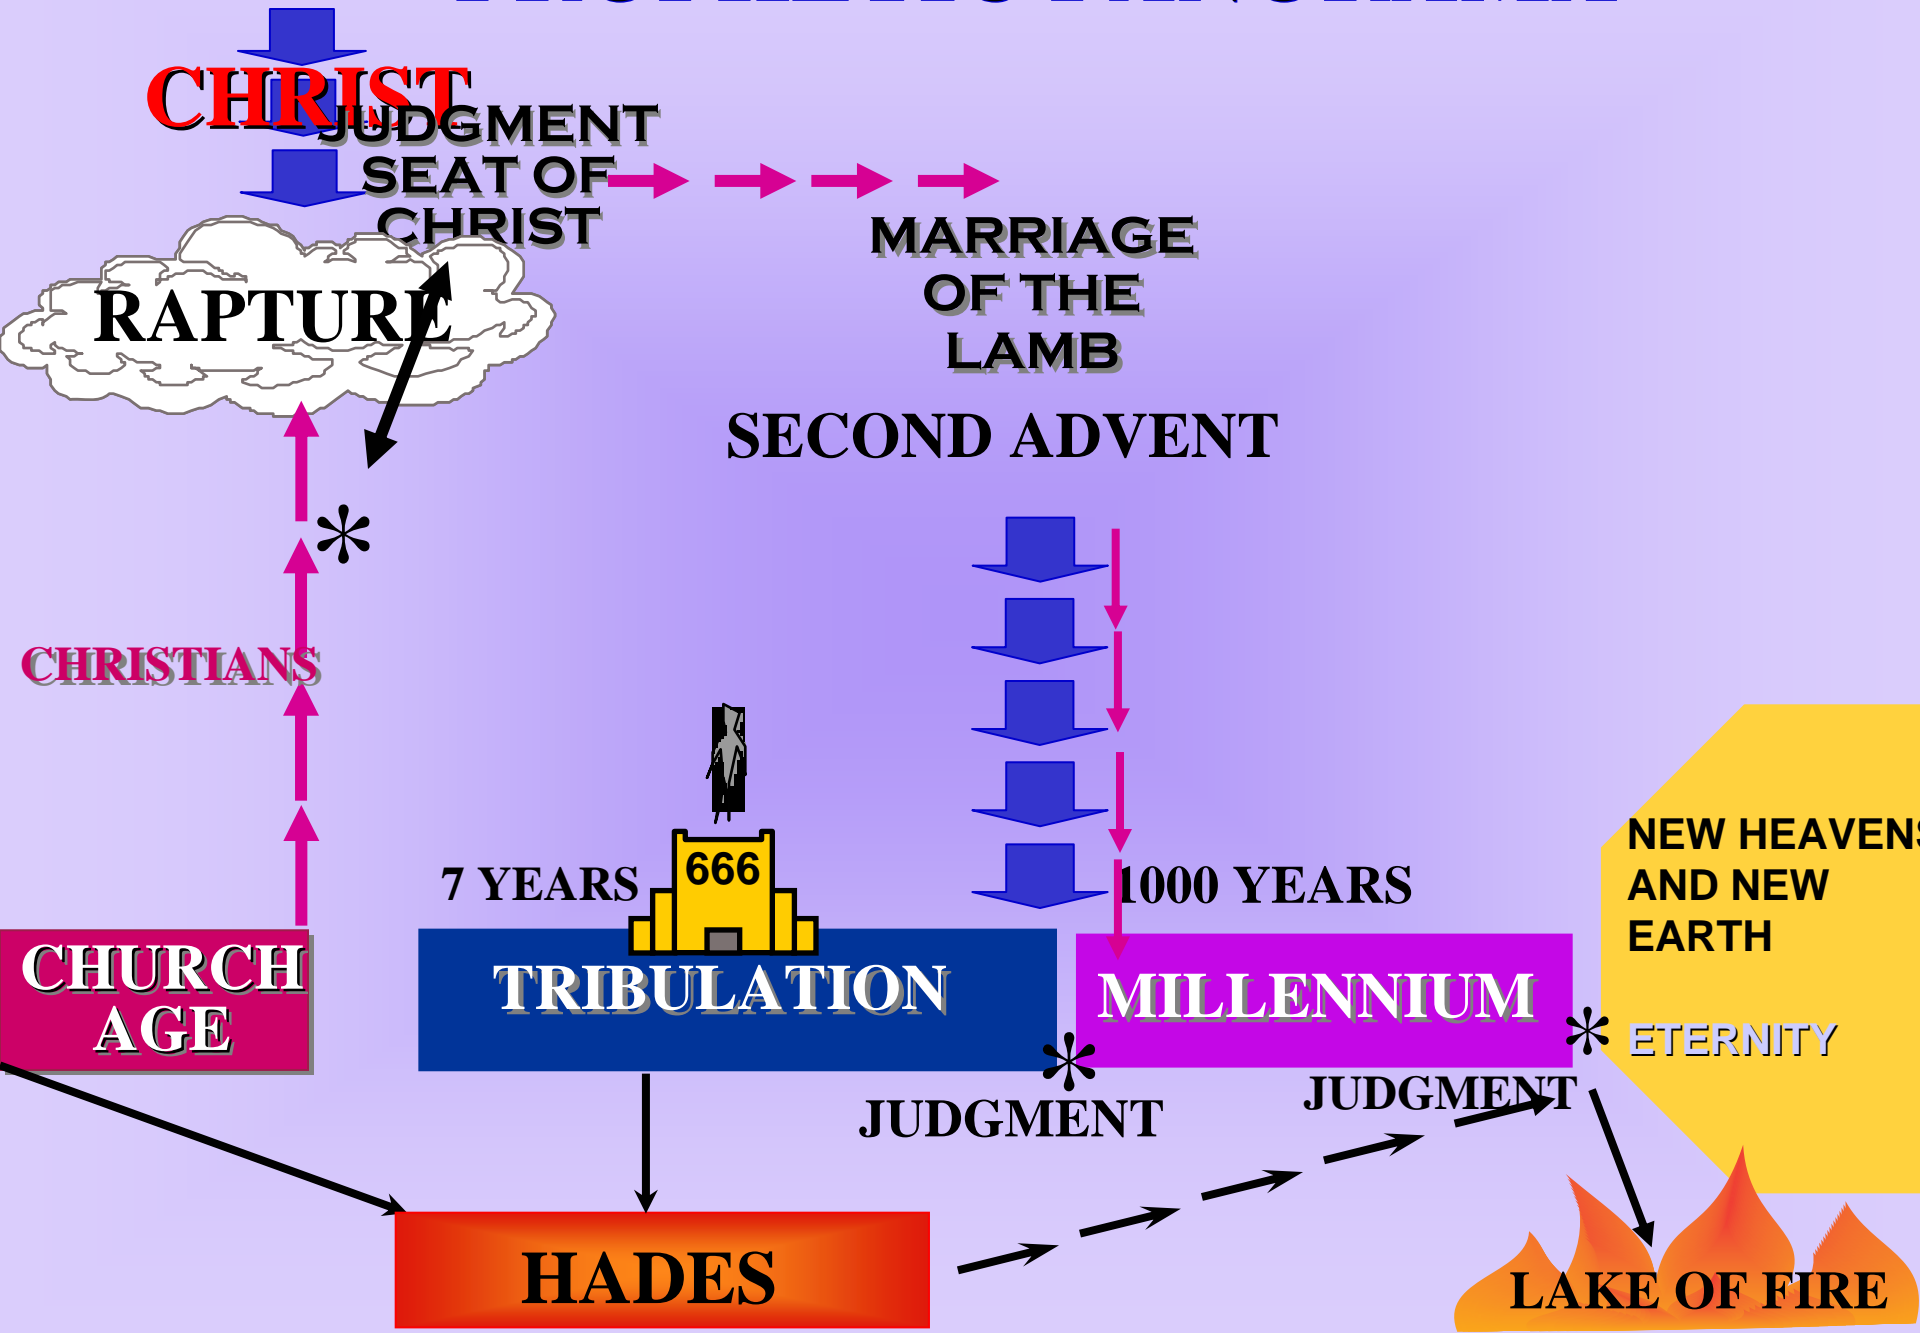 CHRIST
JUDGMENT
SEAT OF
CHRIST
MARRIAGE
OF THE
LAMB
RAPTURE
SECOND ADVENT
*
CHRISTIANS
7 YEARS
666
1000 YEARS
NEW HEAVENS
AND NEW
EARTH
ETERNITY
CHURCH
AGE
TRIBULATION
MILLENNIUM
*
*
JUDGMENT
JUDGMENT
HADES
LAKE OF FIRE